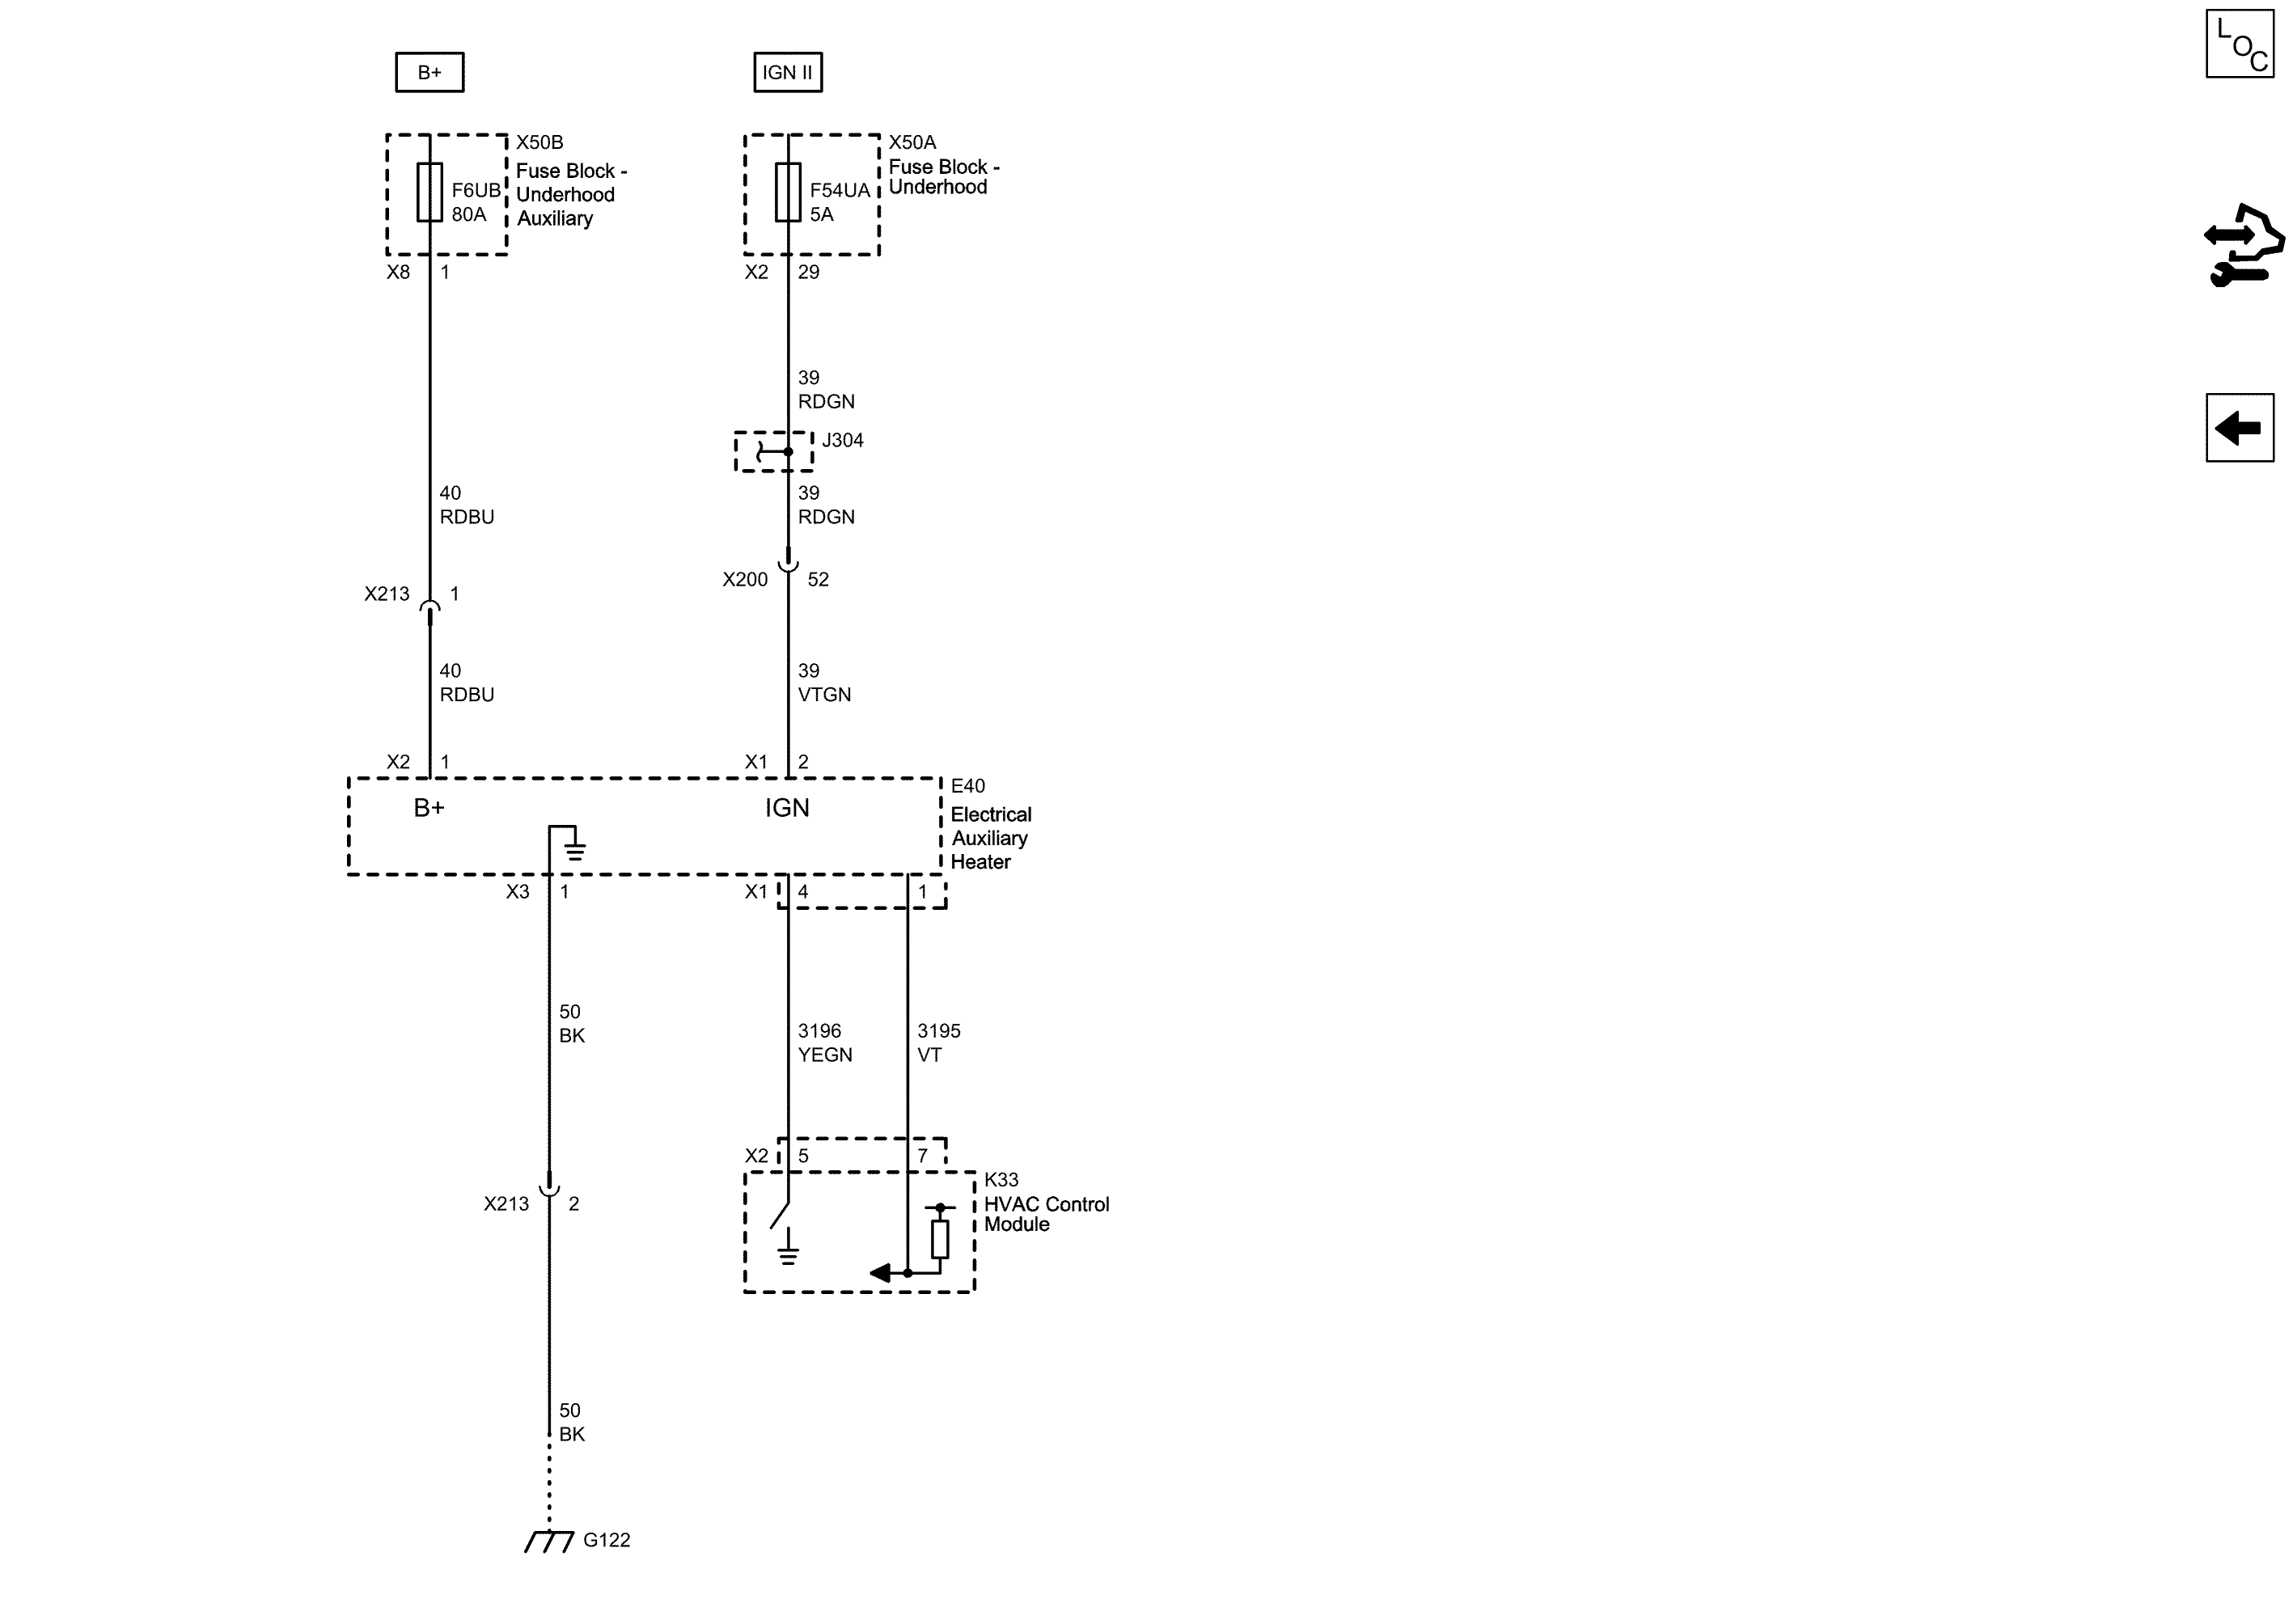 B+
IGN II
LOC
X50B
Fuse Block -
Underhood
Auxiliary
F6UB
80A
X50A
Fuse Block -
Underhood
F54UA
5A
X8 1
X2 29
39
RDGN
J304
40
RDBU
39
RDGN
X213 1
X200 52
40
RDBU
39
VTGN
X2 1
X1 2
B+
IGN
E40
Electrical
Auxiliary
Heater
X3 1
X1 4 1
50
BK
3196
YEGN
3195
VT
X2 5 7
K33
HVAC Control
Module
X213 2
50
BK
G122